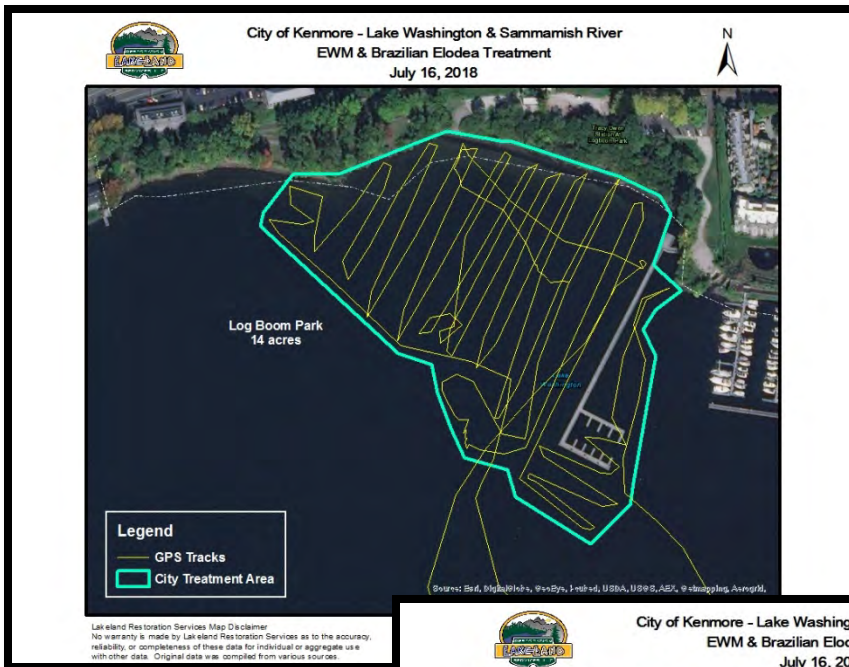 City of Kenmore - Lake Washington & Sammamish River
EWM & Brazilian Elodea Treatment
July 16, 2018
N
LAKELAND
Log Boom Park
14 acres
Legend
GPS Tracks
City Treatment Area
Lakeland Restoration Services Map Disclaimer
No warranty is made by Lakeland Restoration Services as to the accuracy,
reliability, or completeness of these data for individual or aggregate use
with other data. Original data was compiled from various sources.
City of Kenmore - Lake Washing
EWM & Brazilian Elod
July 16, 20